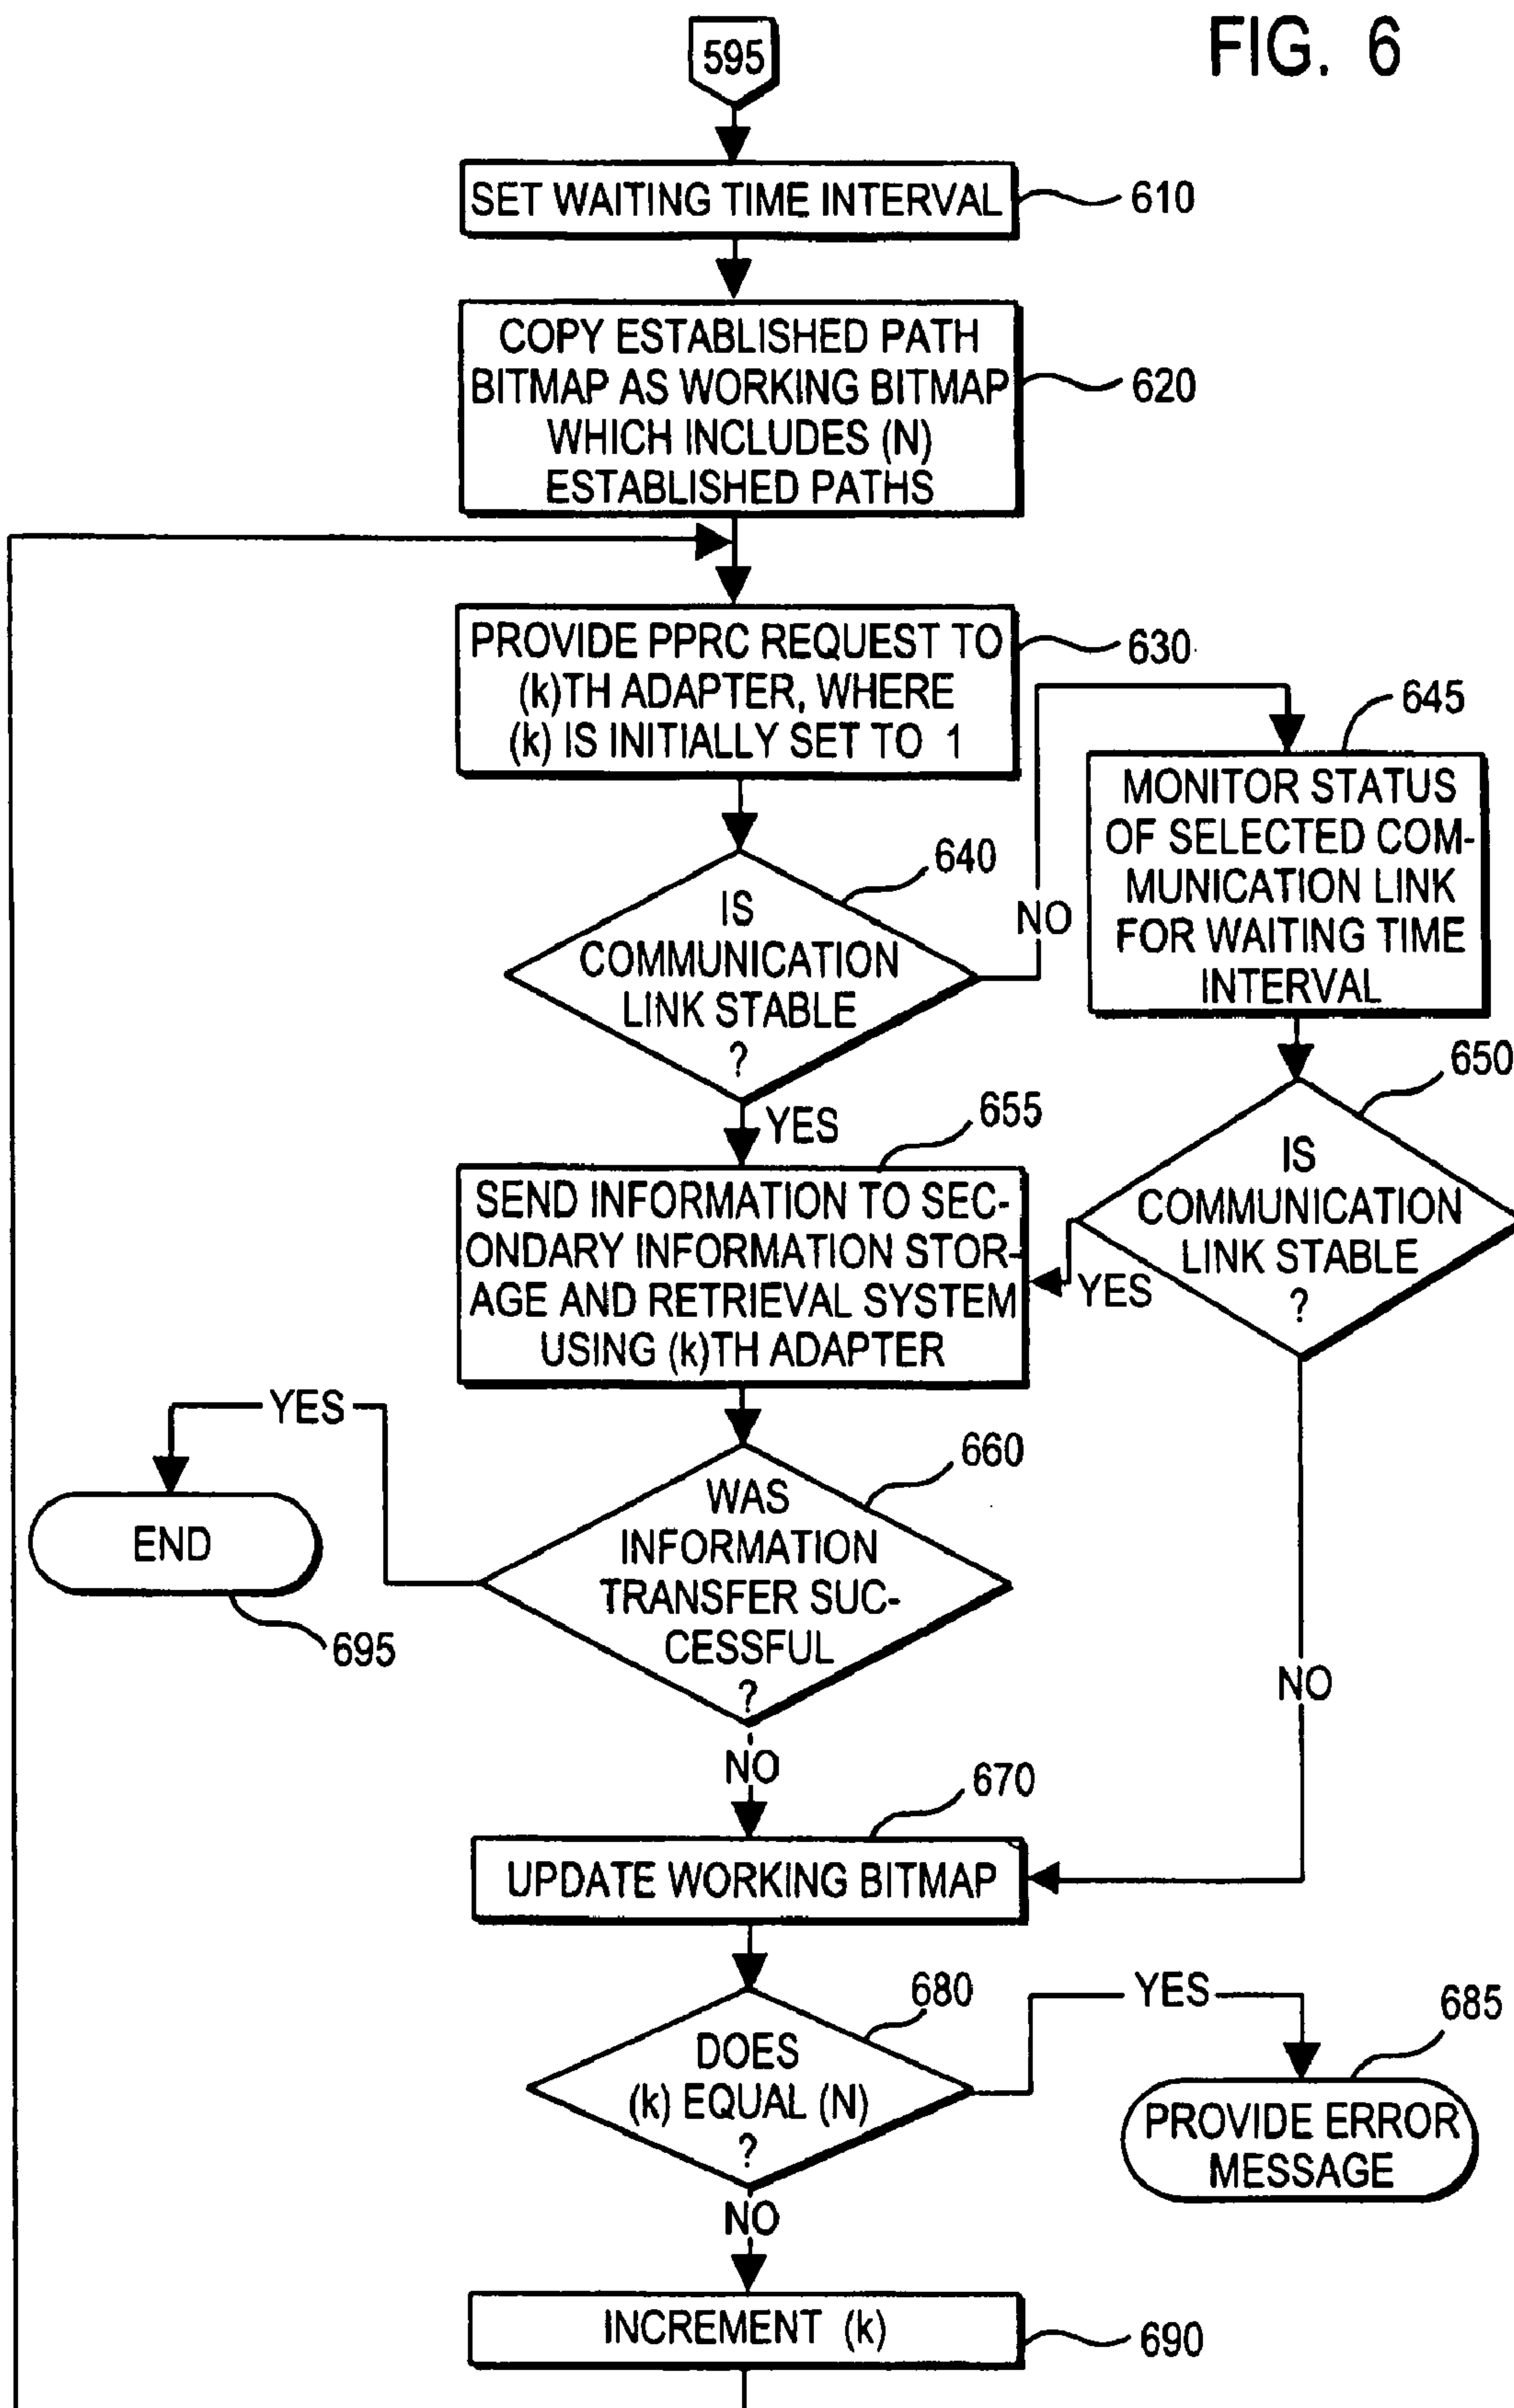 FIG. 6
595
SET WAITING TIME INTERVAL
610
COPY ESTABLISHED PATH
BITMAP AS WORKING BITMAP
WHICH INCLUDES (N)
ESTABLISHED PATHS
620
PROVIDE PPRC REQUEST TO
(k)TH ADAPTER, WHERE
(k) IS INITIALLY SET TO 1
630
645
MONITOR STATUS
OF SELECTED COM-
MUNICATION LINK
FOR WAITING TIME
INTERVAL
640
IS
COMMUNICATION
LINK STABLE
?
NO
YES
650
IS
COMMUNICATION
LINK STABLE
?
YES
NO
655
SEND INFORMATION TO SEC-
ONDARY INFORMATION STOR-
AGE AND RETRIEVAL SYSTEM
USING (k)TH ADAPTER
YES
END
695
660
WAS
INFORMATION
TRANSFER SUC-
CESSFUL
?
NO
670
UPDATE WORKING BITMAP
680
DOES
(k) EQUAL (N)
?
YES
685
PROVIDE ERROR
MESSAGE
NO
INCREMENT (k)
690